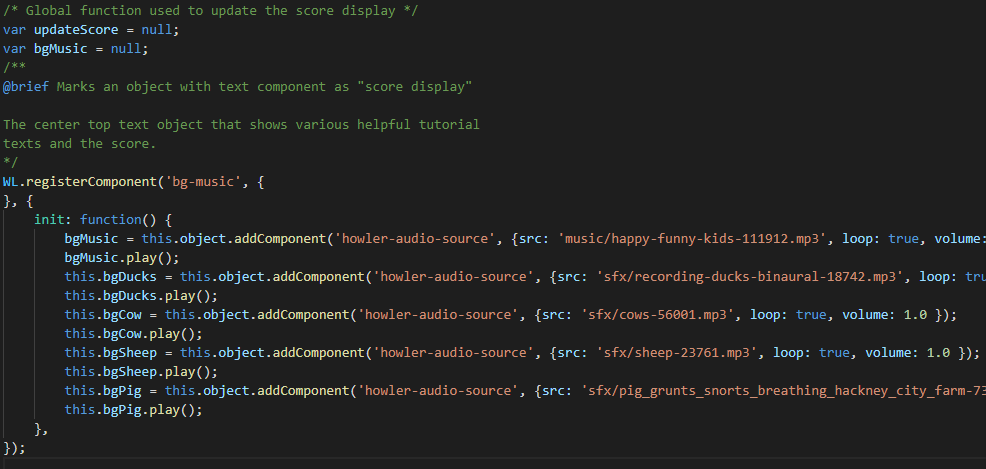 /* Global function used to update the score display */
var updateScore = null;
var bgMusic = null;
/**
@brief Marks an object with text component as "score display"
The center top text object that shows various helpful tutorial
texts and the score.
*/
WL.registerComponent('bg-music', {
}, {
init: function() {
bgMusic = this.object.addComponent('howler-audio-source', {src: 'music/happy-funny-kids-111912.mp3', loop: true, volume:
bgMusic.play();
this.bgDucks = this.object.addComponent('howler-audio-source', {src: 'sfx/recording-ducks-binaural-18742.mp3', loop: tru
this.bgDucks.play();
this.bgCow = this.object.addComponent('howler-audio-source', {src: 'sfx/cows-56001.mp3', loop: true, volume: 1.0 });
this.bgCow.play();
this.bgSheep = this.object.addComponent('howler-audio-source', {src: 'sfx/sheep-23761.mp3', loop: true, volume: 1.0 });
this.bgSheep.play();
this.bgPig = this.object.addComponent('howler-audio-source', {src: 'sfx/pig_grunts_snorts_breathing_hackney_city_farm-73
this.bgPig.play();
},
});